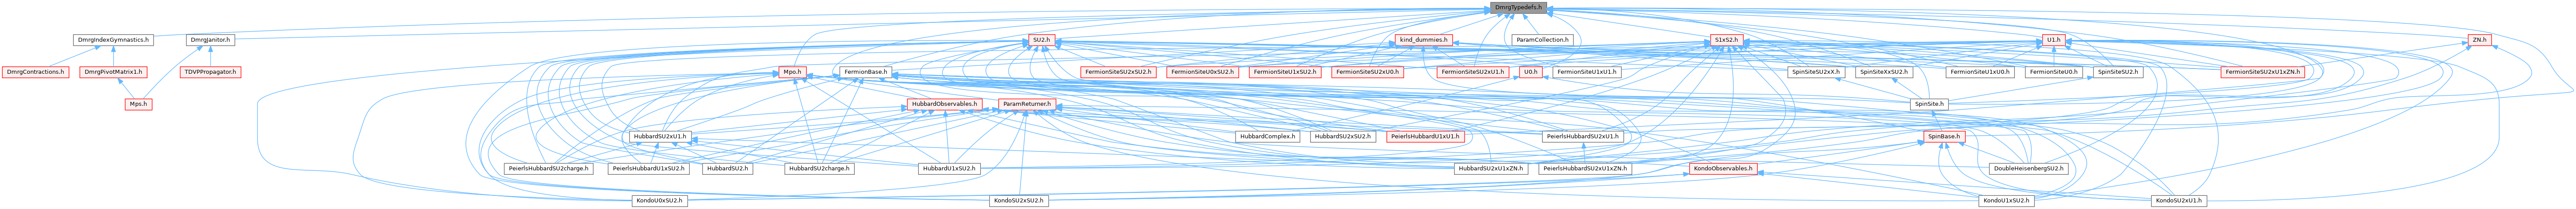 DmrgTypedefs.h
DmrgIndexGymnastics.h
DmrgJanitor.h
SU2.h
kind_dummies.h
ParamCollection.h
S1xS2.h
U1.h
ZN.h
DmrgContractions.h
DmrgPivotMatrix1.h
TDVPPropagator.h
Mpo.h
FermionBase.h
FermionSiteSU2xSU2.h
FermionSiteU0xSU2.h
FermionSiteU1xSU2.h
FermionSiteSU2xU0.h
FermionSiteSU2xU1.h
U0.h
FermionSiteU1xU1.h
SpinSiteSU2xX.h
SpinSiteXxSU2.h
FermionSiteU1xU0.h
FermionSiteU0.h
SpinSiteSU2.h
FermionSiteSU2xU1xZN.h
Mps.h
HubbardObservables.h
ParamReturner.h
SpinSite.h
HubbardSU2xU1.h
HubbardComplex.h
HubbardSU2xSU2.h
PeierlsHubbardU1xU1.h
PeierlsHubbardSU2xU1.h
SpinBase.h
PeierlsHubbardSU2charge.h
PeierlsHubbardU1xSU2.h
HubbardSU2.h
HubbardSU2charge.h
HubbardU1xSU2.h
KondoObservables.h
HubbardSU2xU1xZN.h
PeierlsHubbardSU2xU1xZN.h
DoubleHeisenbergSU2.h
KondoU0xSU2.h
KondoSU2xSU2.h
KondoU1xSU2.h
KondoSU2xU1.h